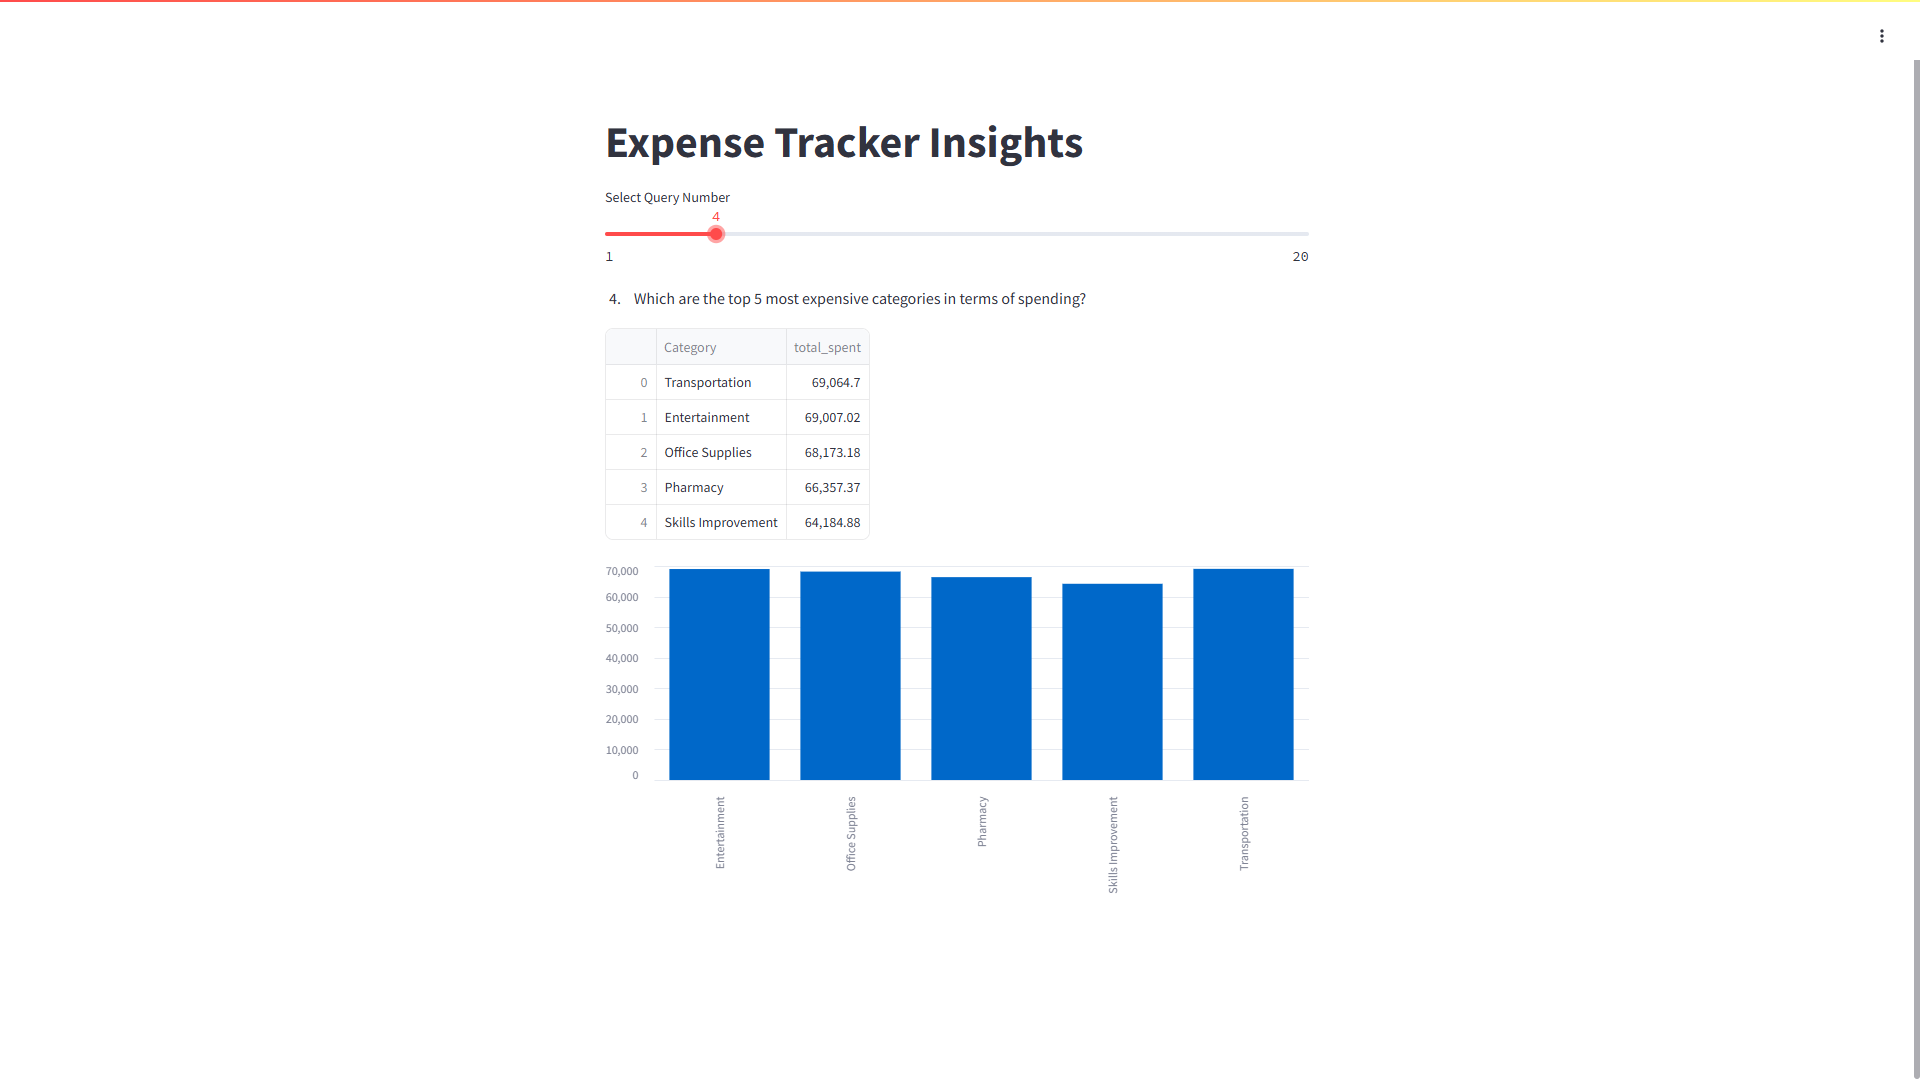 Expense Tracker Insights
Select Query Number
4
1 20
4. Which are the top 5 most expensive categories in terms of spending?
Category total_spent
0 Transportation 69,064.7
1 Entertainment 69,007.02
2 Office Supplies 68,173.18
3 Pharmacy 66,357.37
4 Skills Improvement 64,184.88
70,000
60,000
50,000
40,000
30,000
20,000
10,000
0
Entertainment
Office Supplies
Pharmacy
Skills Improvement
Transportation